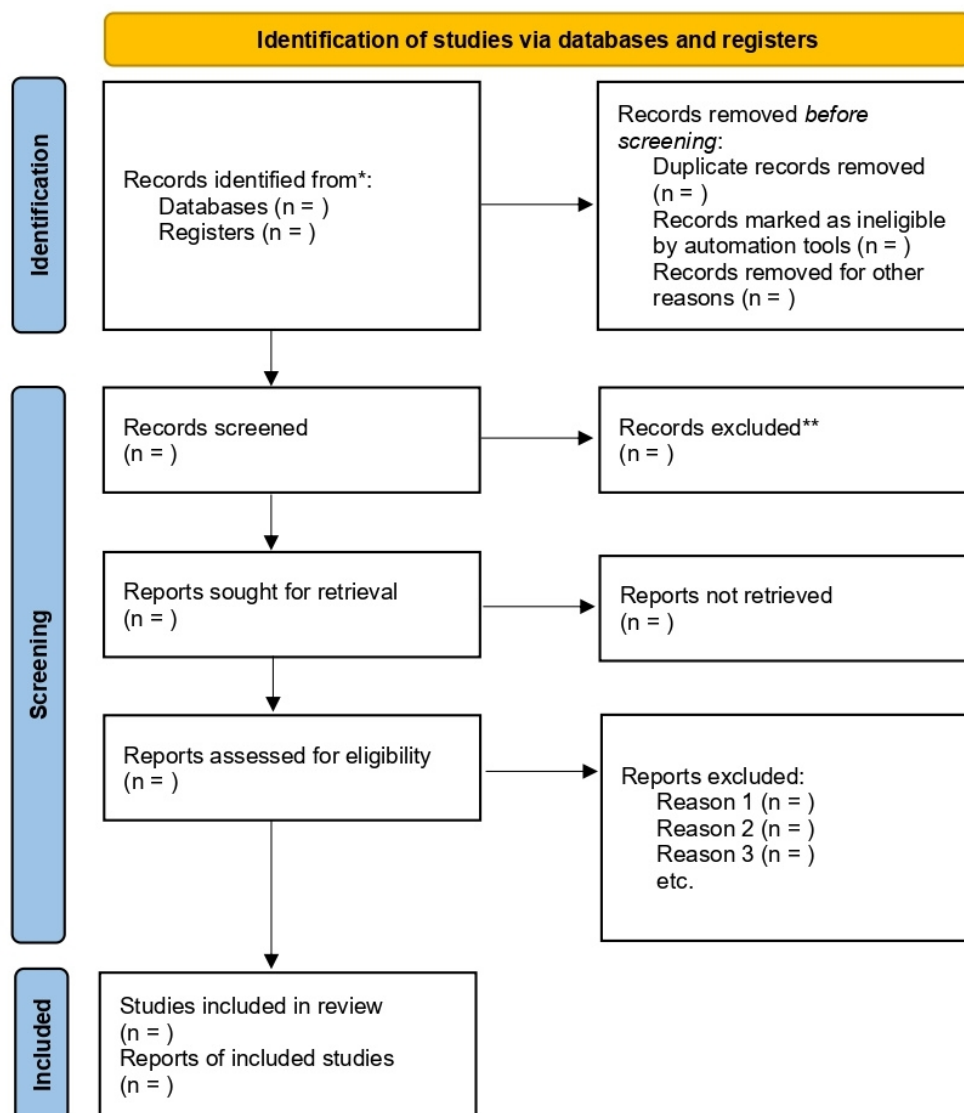 Identification of studies via databases and registers
Identification
Records identified from*:
Databases (n = )
Registers (n = )
Records removed before
screening:
Duplicate records removed
(n = )
Records marked as ineligible
by automation tools (n = )
Records removed for other
reasons (n = )
Screening
Records screened
(n = )
Records excluded**
(n = )
Reports sought for retrieval
(n = )
Reports not retrieved
(n = )
Reports assessed for eligibility
(n = )
Reports excluded:
Reason 1 (n = )
Reason 2 (n = )
Reason 3 (n = )
etc.
Included
Studies included in review
(n = )
Reports of included studies
(n = )